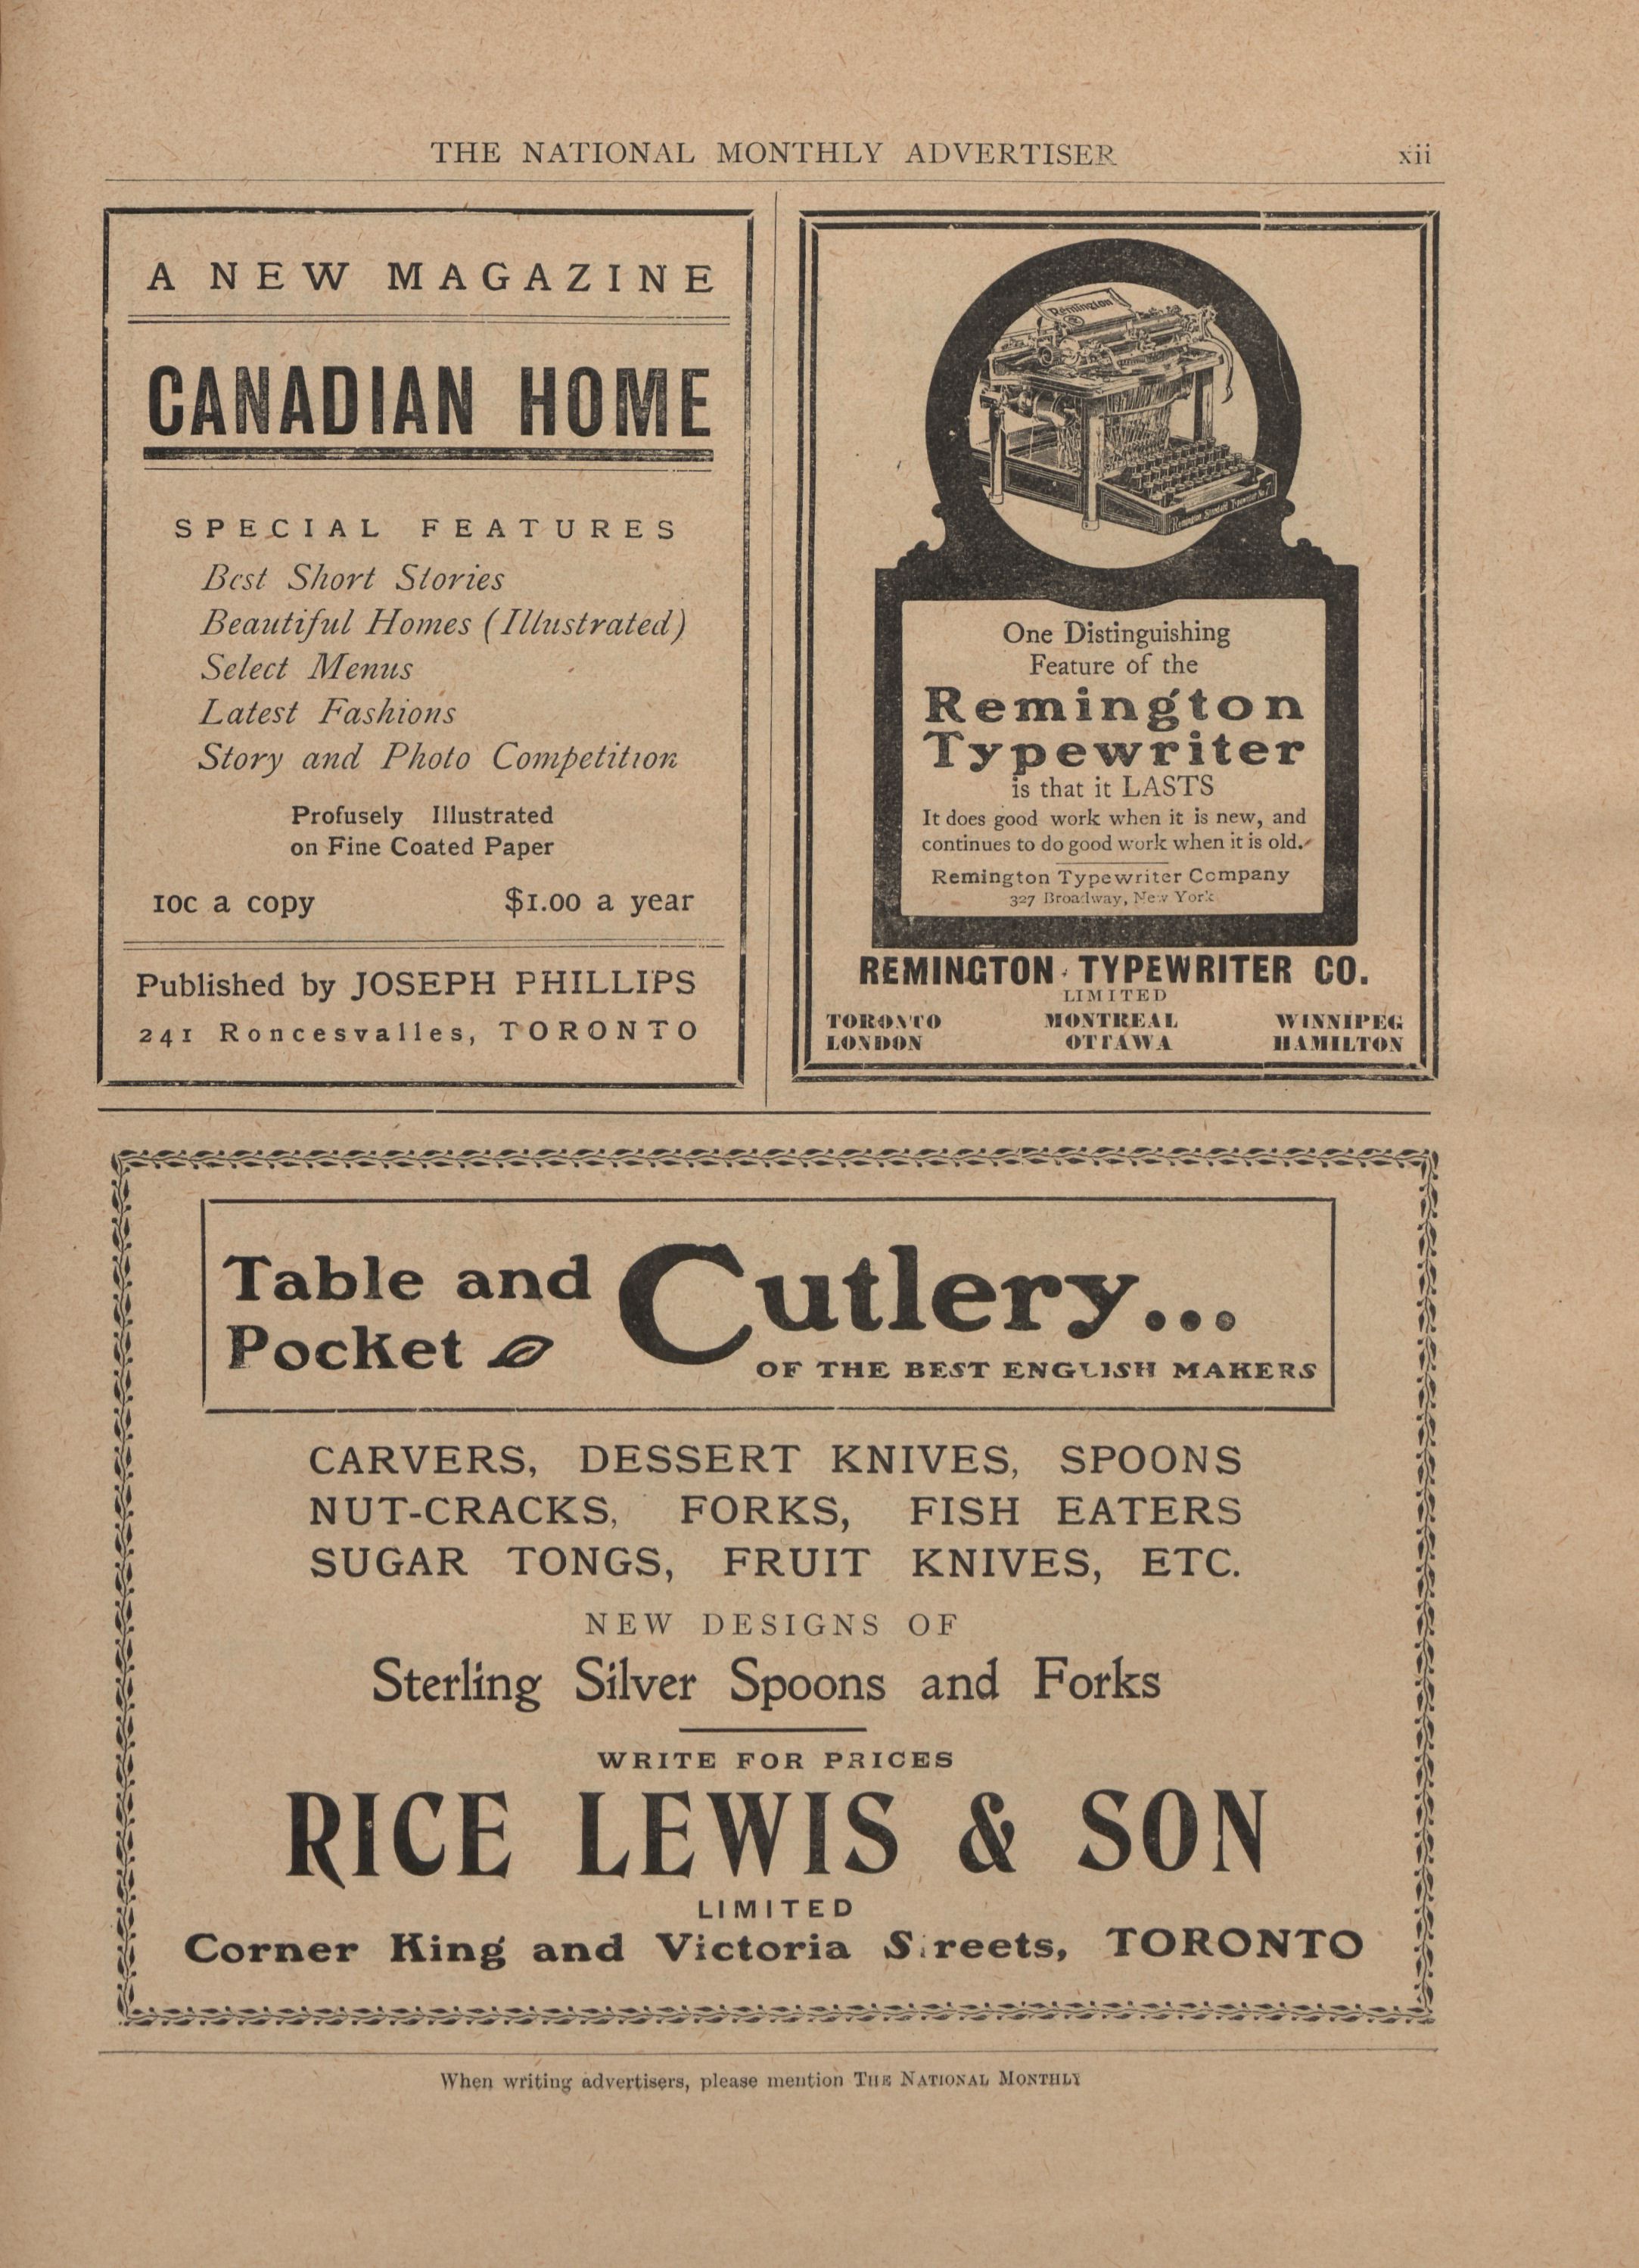 THE NATIONAL MONTHLY ADVERTISER xii
A NEW MAGAZINE
CANADIAN HOME
SPECIAL FEATURES
Best Short Stories
Beautiful Homes (Illustrated)
Select Menus
Latest Fashions
Story and Photo Competition
Profusely Illustrated
on Fine Coated Paper
10c a copy $1.00 a year
Published by JOSEPH PHILLIPS
241 Roncesvalles, TORONTO
Remington
Remington Standard Typewriter No 7
One Distinguishing
Feature of the
Remington
Typewriter
is that it LASTS
It does good work when it is new, and
continues to do good work when it is old.
Remington Typewriter Company
327 Broadway, New York
REMINGTON TYPEWRITER CO.
LIMITED
TORONTO MONTREAL WINNIPEG
LONDON OTTAWA HAMILTON
Table and
Pocket
Cutlery...
OF THE BEST ENGLISH MAKERS
CARVERS, DESSERT KNIVES, SPOONS
NUT-CRACKS, FORKS, FISH EATERS
SUGAR TONGS, FRUIT KNIVES, ETC.
NEW DESIGNS OF
Sterling Silver Spoons and Forks
WRITE FOR PRICES
RICE LEWIS & SON
LIMITED
Corner King and Victoria Streets, TORONTO
When writing advertisers, please mention THE NATIONAL MONTHLY